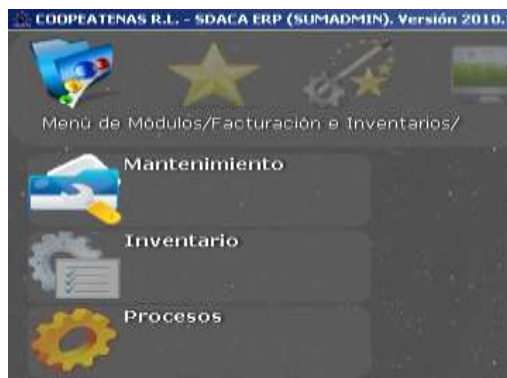 COOPEATENAS R.L. - SDACA ERP (SUMADMIN). Versión 2010.
Menú de Módulos/Facturación e Inventarios/
Mantenimiento
Inventario
Procesos